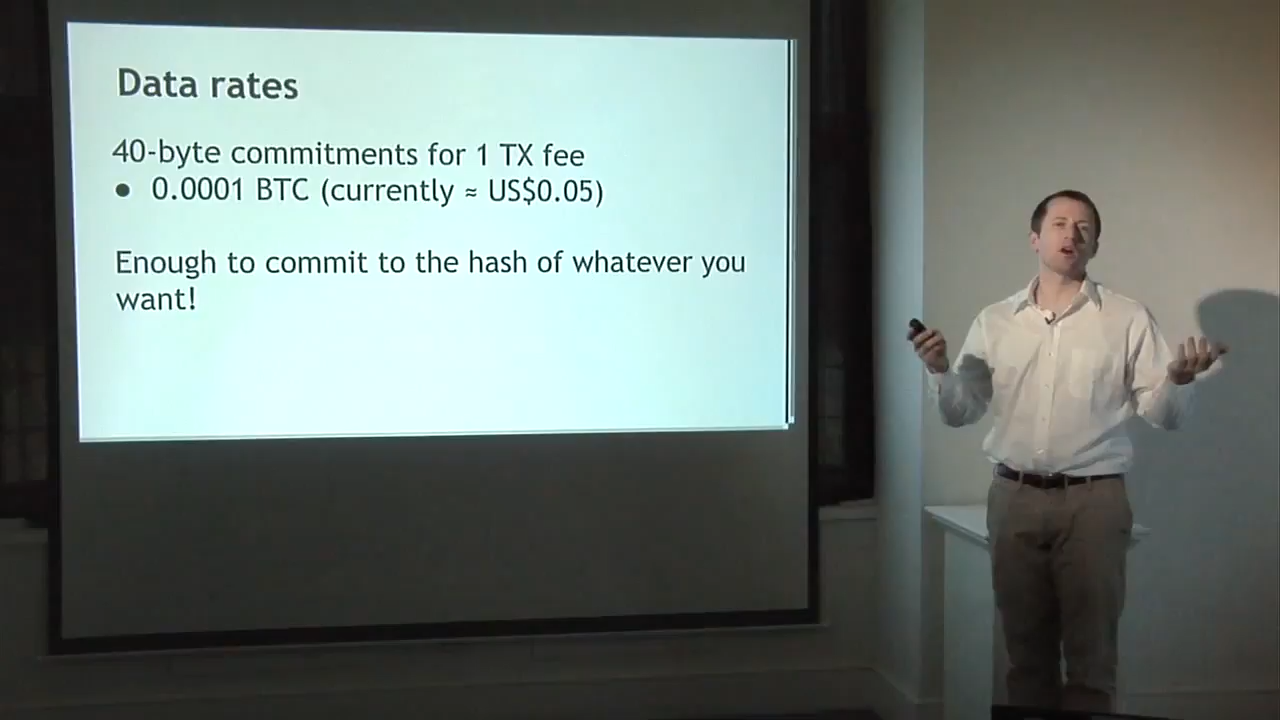 Data rates
40-byte commitments for 1 TX fee
● 0.0001 BTC (currently ≈ US$0.05)
Enough to commit to the hash of whatever you
want!